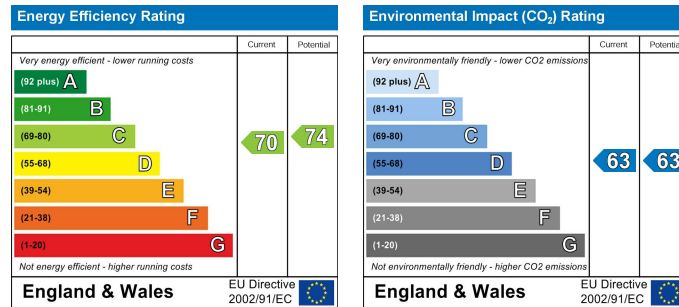 Energy Efficiency Rating
Current Potential
Very energy efficient - lower running costs
(92 plus) A
(81-91) B
(69-80) C
(55-68) D
(39-54) E
(21-38) F
(1-20) G
70 74
Not energy efficient - higher running costs
England & Wales
EU Directive
2002/91/EC
Environmental Impact (CO₂) Rating
Current Potential
Very environmentally friendly - lower CO2 emissions
(92 plus) A
(81-91) B
(69-80) C
(55-68) D
(39-54) E
(21-38) F
(1-20) G
63 63
Not environmentally friendly - higher CO2 emissions
England & Wales
EU Directive
2002/91/EC